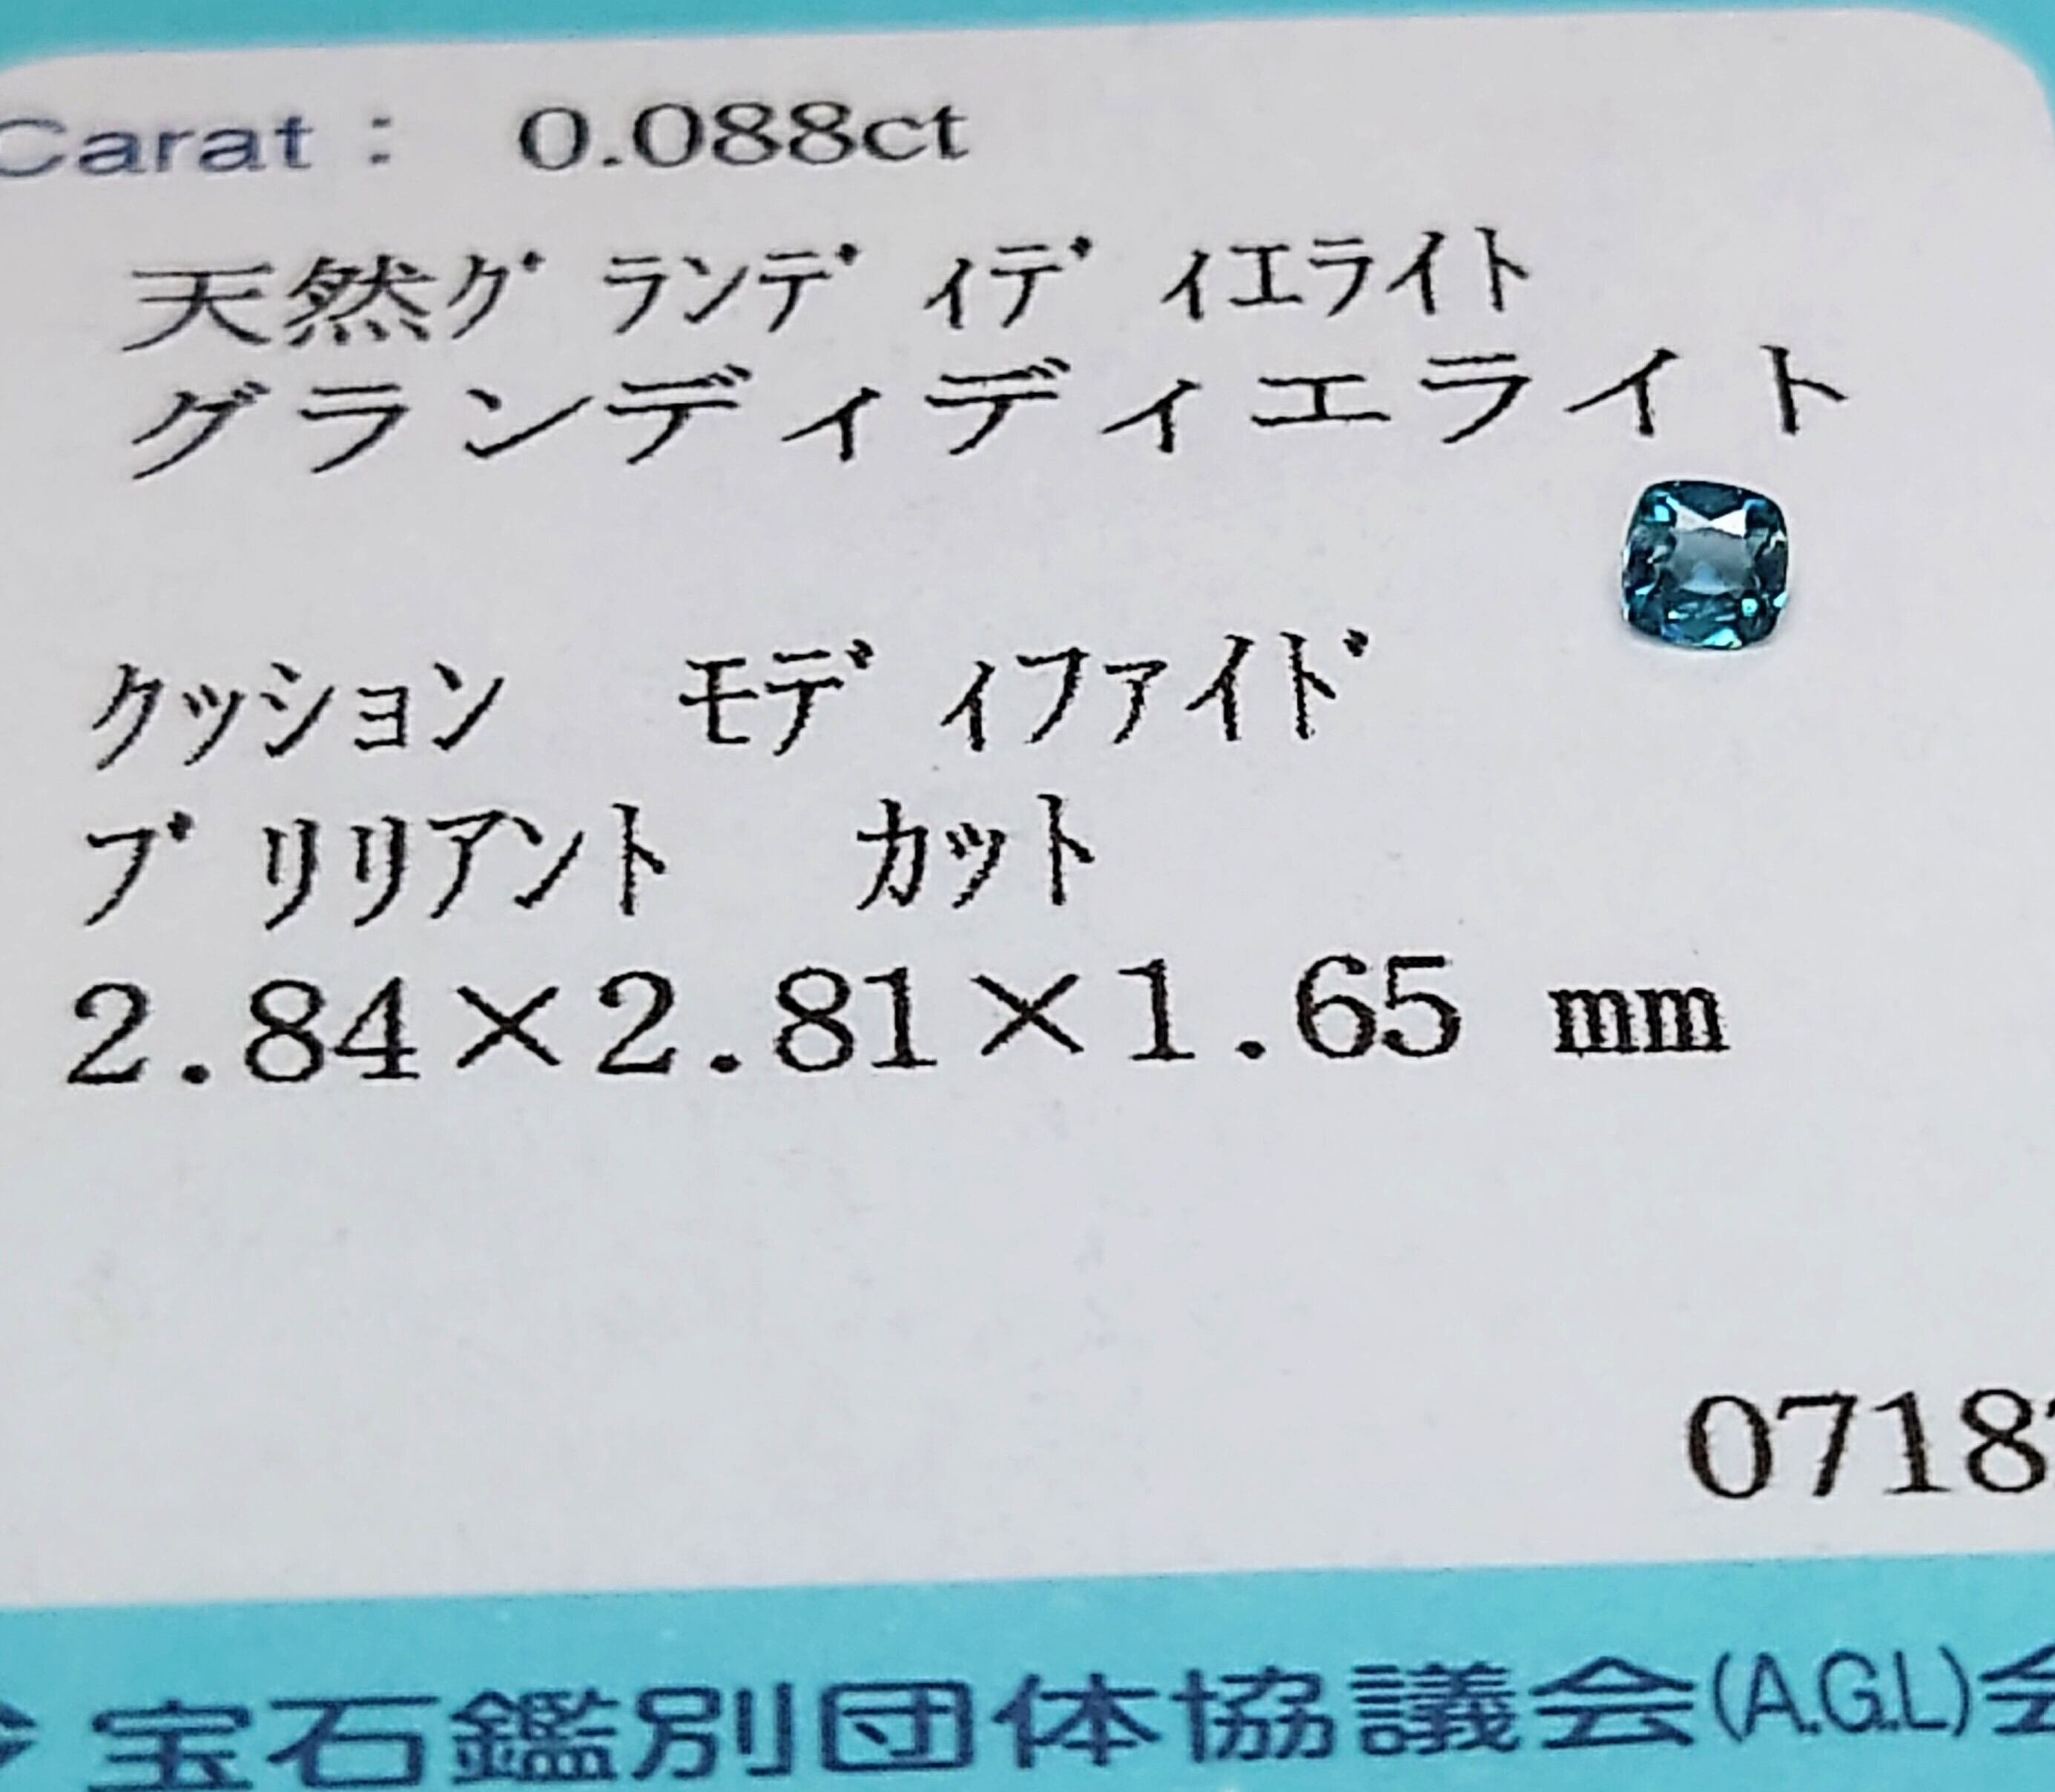 Carat : 0.088ct
天然グランディディエライト
グランディディエライト
クッション モディファイド
ブリリアント カット
2.84×2.81×1.65 mm
0718
宝石鑑別団体協議会(A.G.L)会